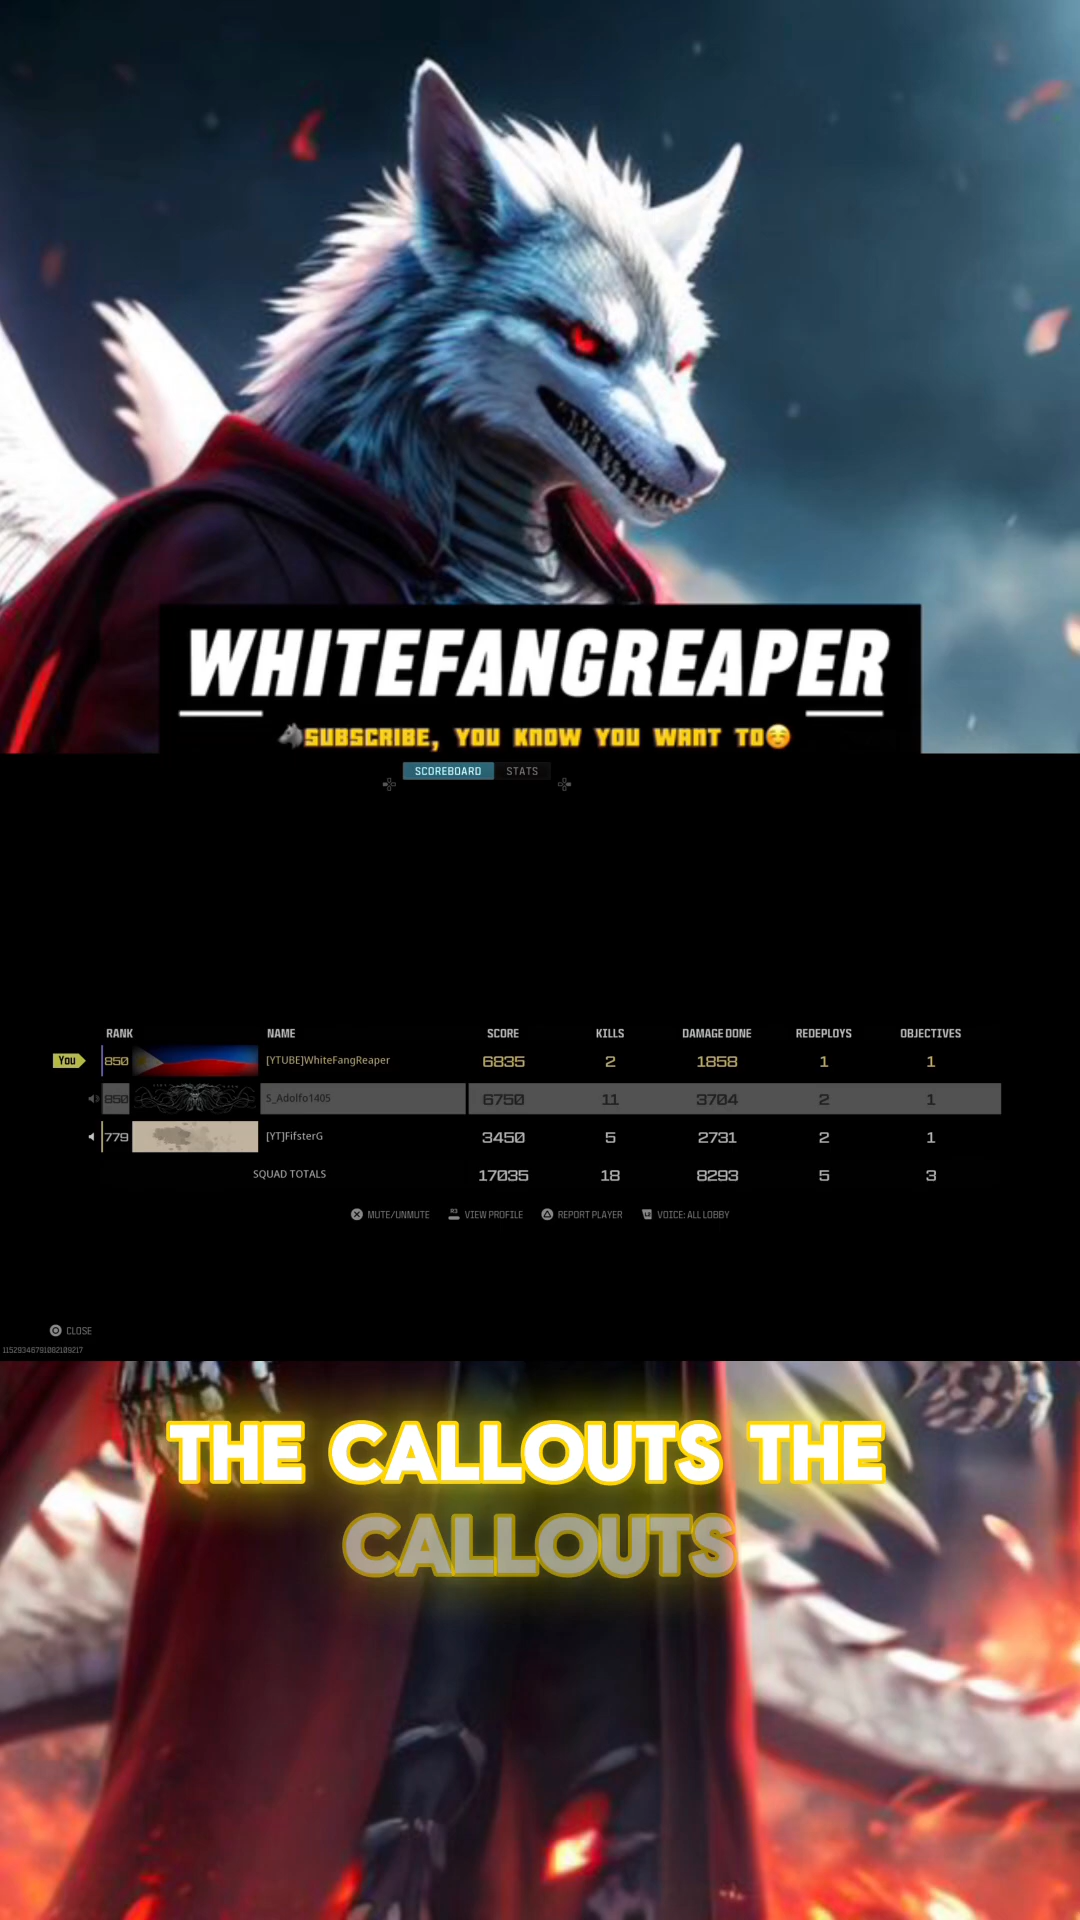 WHITEFANGREAPER
🐺SUBSCRIBE, YOU KNOW YOU WANT TO☺️
SCOREBOARD STATS
RANK NAME SCORE KILLS DAMAGE DONE REDEPLOYS OBJECTIVES
You 850 [YTUBE]WhiteFangReaper 6835 2 1858 1 1
850 S_Adolfo1405 6750 11 3704 2 1
779 [YT]FifsterG 3450 5 2731 2 1
SQUAD TOTALS 17035 18 8293 5 3
MUTE/UNMUTE R3 VIEW PROFILE REPORT PLAYER VOICE: ALL LOBBY
CLOSE
THE CALLOUTS THE
CALLOUTS